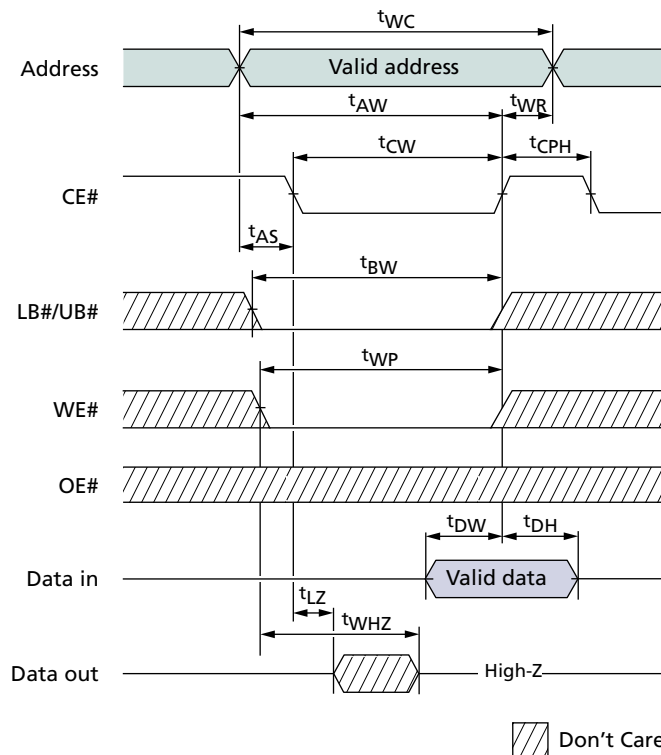 tWC
Address
Valid address
tAW
tWR
tCW
tCPH
CE#
tAS
tBW
LB#/UB#
tWP
WE#
OE#
tDW
tDH
Data in
Valid data
tLZ
tWHZ
Data out
High-Z
Don't Care